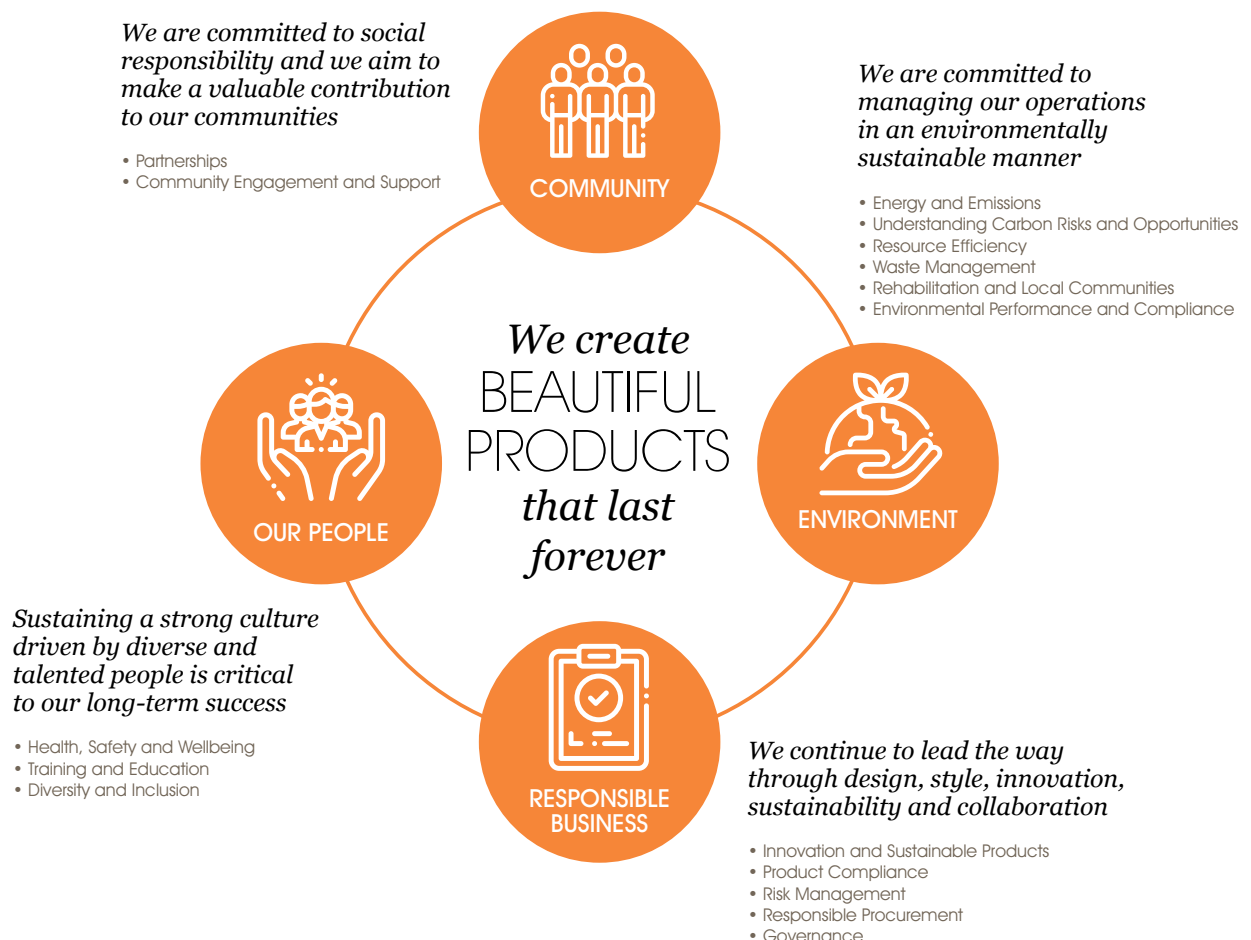 We are committed to social
responsibility and we aim to
make a valuable contribution
to our communities
• Partnerships
• Community Engagement and Support
COMMUNITY
We are committed to
managing our operations
in an environmentally
sustainable manner
• Energy and Emissions
• Understanding Carbon Risks and Opportunities
• Resource Efficiency
• Waste Management
• Rehabilitation and Local Communities
• Environmental Performance and Compliance
We create
BEAUTIFUL
PRODUCTS
that last
forever
OUR PEOPLE
ENVIRONMENT
Sustaining a strong culture
driven by diverse and
talented people is critical
to our long-term success
• Health, Safety and Wellbeing
• Training and Education
• Diversity and Inclusion
RESPONSIBLE
BUSINESS
We continue to lead the way
through design, style, innovation,
sustainability and collaboration
• Innovation and Sustainable Products
• Product Compliance
• Risk Management
• Responsible Procurement
• Governance